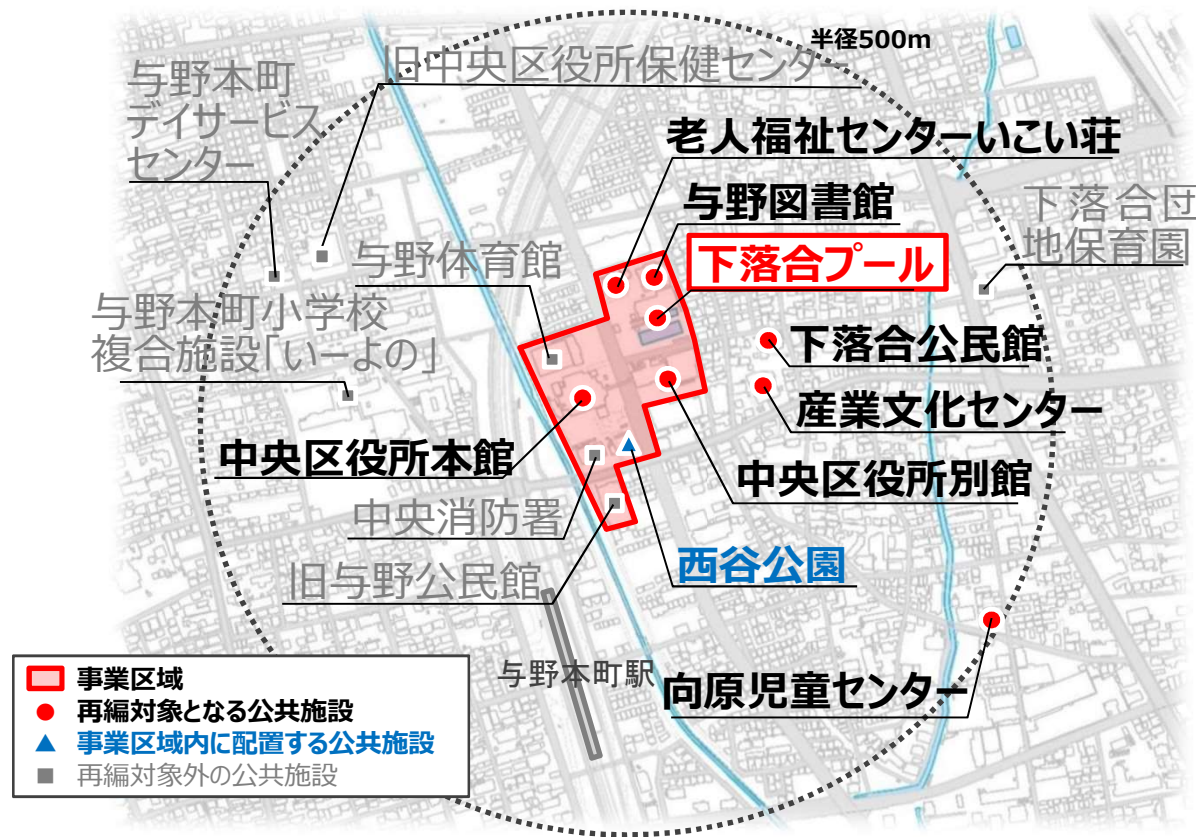 半径500m
旧中央区役所保健センター
与野本町
デイサービス
センター
老人福祉センターいこい荘
与野図書館
下落合団
地保育園
下落合プール
与野体育館
与野本町小学校
複合施設「いーよの」
下落合公民館
産業文化センター
中央区役所本館
中央区役所別館
中央消防署
西谷公園
旧与野公民館
与野本町駅
向原児童センター
事業区域
再編対象となる公共施設
事業区域内に配置する公共施設
再編対象外の公共施設